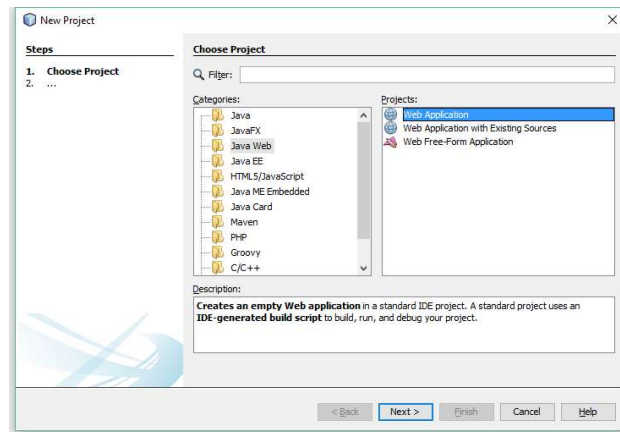 New Project
Steps
1. Choose Project
2. ...
Choose Project
Filter:
Categories:
Java
JavaFX
Java Web
Java EE
HTML5/JavaScript
Java ME Embedded
Java Card
Maven
PHP
Groovy
C/C++
Projects:
Web Application
Web Application with Existing Sources
Web Free-Form Application
Description:
Creates an empty Web application in a standard IDE project. A standard project uses an
IDE-generated build script to build, run, and debug your project.
< Back Next > Finish Cancel Help